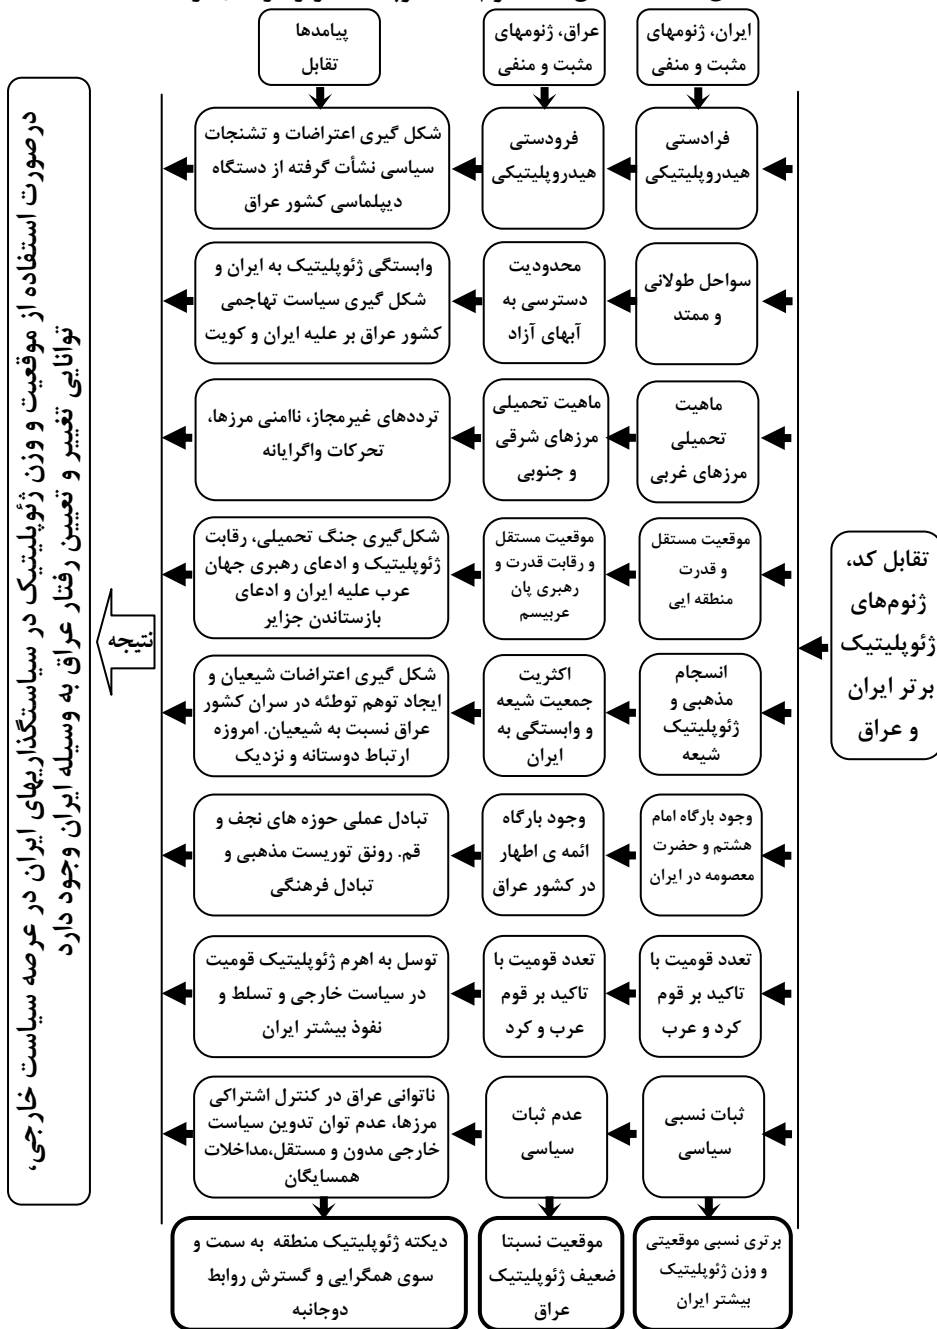 ایران، ژنومهای
مثبت و منفی
عراق، ژنومهای
مثبت و منفی
پیامدها
تقابل
تقابل کد،
ژنوم‌های
ژئوپلیتیک
برتر ایران
و عراق
فرادستی
هیدروپلیتیکی
فرودستی
هیدروپلیتیکی
شکل گیری اعتراضات و تشنجات
سیاسی نشأت گرفته از دستگاه
دیپلماسی کشور عراق
سواحل طولانی
و ممتد
محدودیت
دسترسی به
آبهای آزاد
وابستگی ژئوپلیتیک به ایران و
شکل گیری سیاست تهاجمی
کشور عراق بر علیه ایران و کویت
ماهیت
تحمیلی
مرزهای غربی
ماهیت تحمیلی
مرزهای شرقی
و جنوبی
ترددهای غیرمجاز، ناامنی مرزها،
تحرکات واگرایانه
موقعیت مستقل
و قدرت
منطقه ایی
موقعیت مستقل
و رقابت قدرت و
رهبری پان
عربیسم
شکل‌گیری جنگ تحمیلی، رقابت
ژئوپلیتیک و ادعای رهبری جهان
عرب علیه ایران و ادعای
بازستاندن جزایر
انسجام
مذهبی و
ژئوپلیتیک
شیعه
اکثریت
جمعیت شیعه
و وابستگی به
ایران
شکل گیری اعتراضات شیعیان و
ایجاد توهم توطئه در سران کشور
عراق نسبت به شیعیان. امروزه
ارتباط دوستانه و نزدیک
وجود بارگاه امام
هشتم و حضرت
معصومه در ایران
وجود بارگاه
ائمه ی اطهار
در کشور عراق
تبادل عملی حوزه های نجف و
قم. رونق توریست مذهبی و
تبادل فرهنگی
تعدد قومیت با
تاکید بر قوم
کرد و عرب
تعدد قومیت با
تاکید بر قوم
عرب و کرد
توسل به اهرم ژئوپلیتیک قومیت
در سیاست خارجی و تسلط و
نفوذ بیشتر ایران
ثبات نسبی
سیاسی
عدم ثبات
سیاسی
ناتوانی عراق در کنترل اشتراکی
مرزها، عدم توان تدوین سیاست
خارجی مدون و مستقل،مداخلات
همسایگان
برتری نسبی موقعیتی
و وزن ژئوپلیتیک
بیشتر ایران
موقعیت نسبتا
ضعیف ژئوپلیتیک
عراق
دیکته ژئوپلیتیک منطقه به سمت و
سوی همگرایی و گسترش روابط
دوجانبه
نتیجه
درصورت استفاده از موقعیت و وزن ژئوپلیتیک در سیاستگذاریهای ایران در عرصه سیاست خارجی،
توانایی تغییر و تعیین رفتار عراق به وسیله ایران وجود دارد